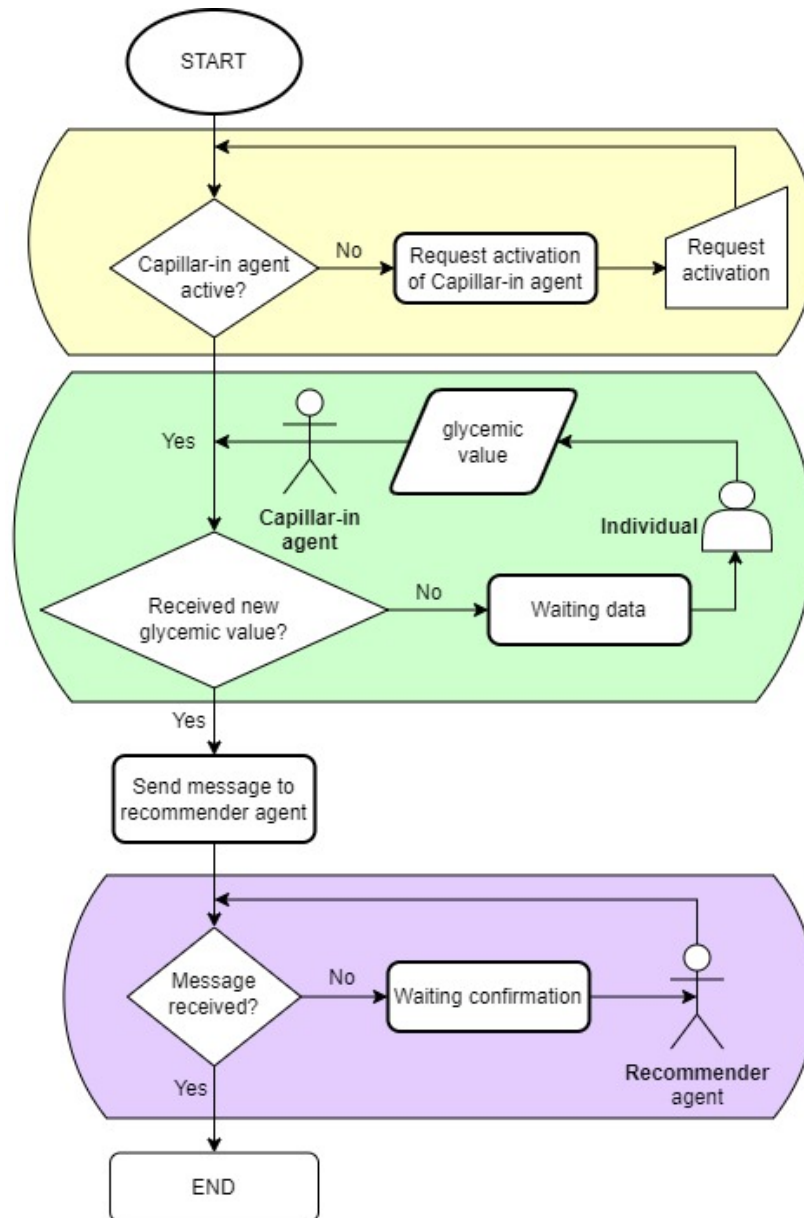 START
Capillar-in agent
active?
No
Request activation
of Capillar-in agent
Request
activation
Yes
glycemic
value
Capillar-in
agent
Individual
Received new
glycemic value?
No
Waiting data
Yes
Send message to
recommender agent
Message
received?
No
Waiting confirmation
Recommender
agent
Yes
END